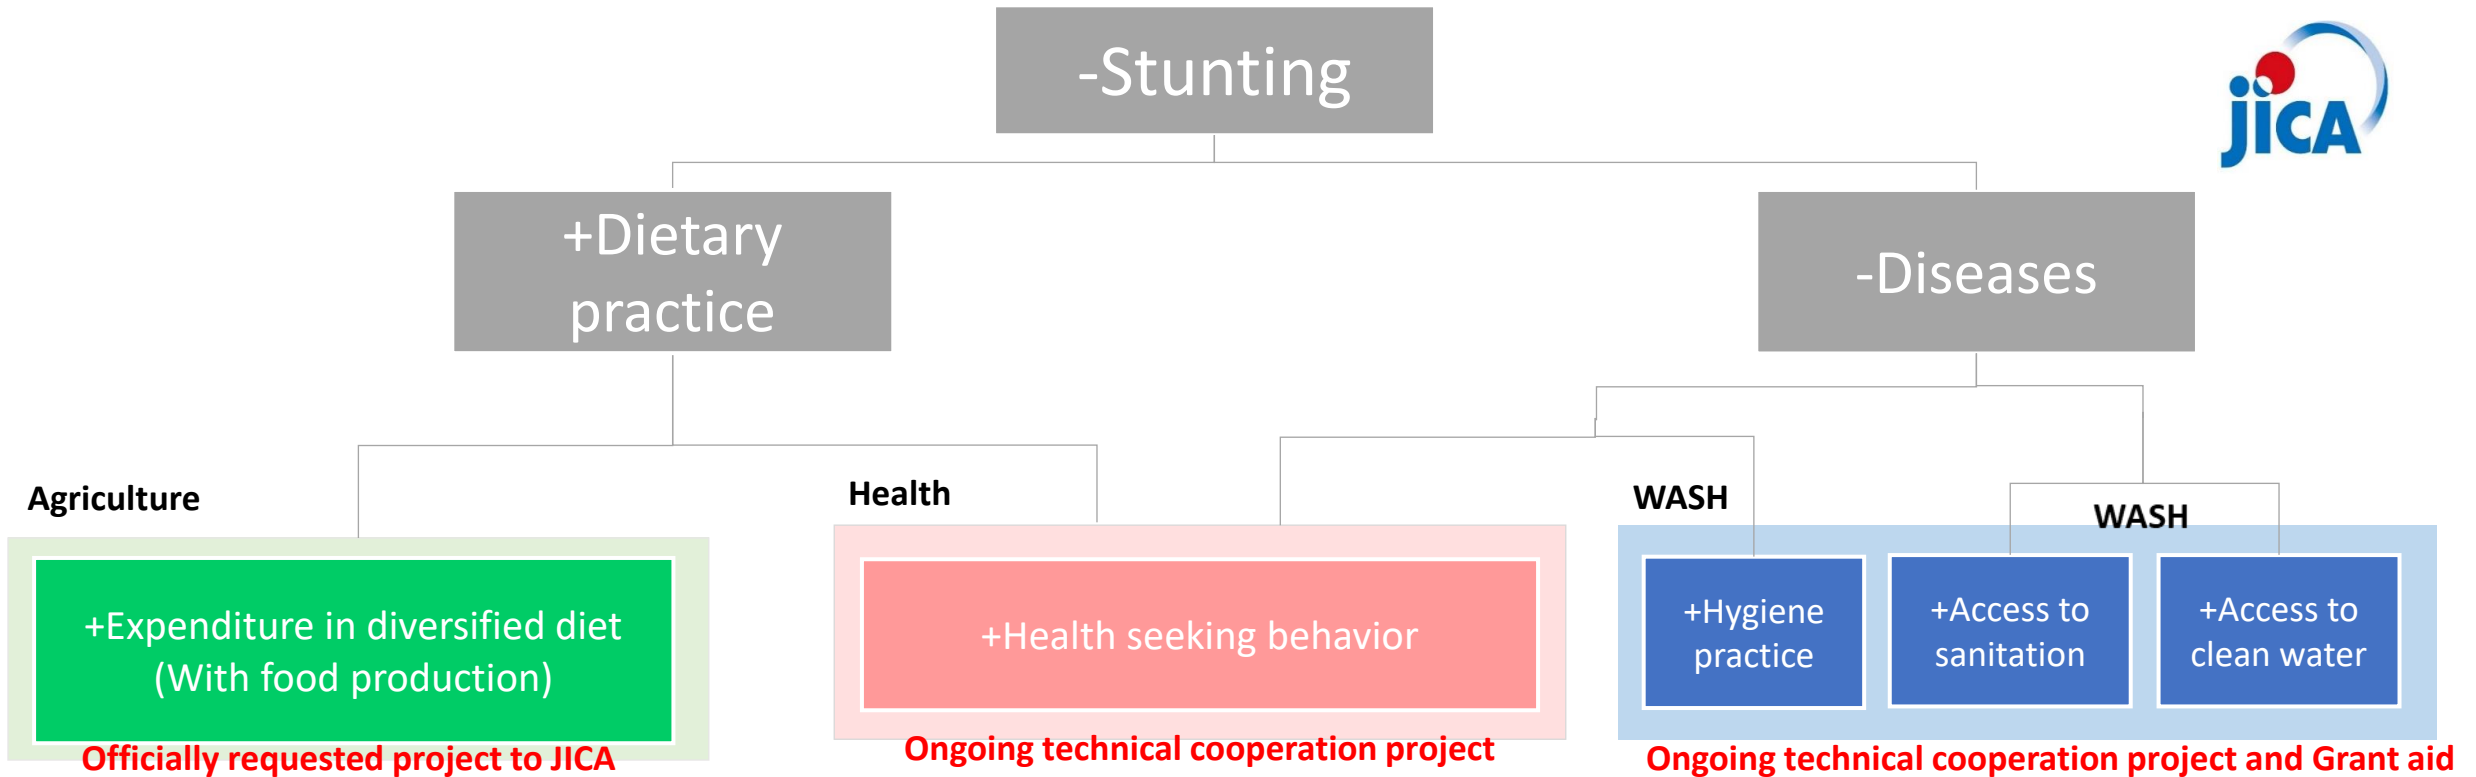 -Stunting
jICA
+Dietary
practice
-Diseases
Agriculture
Health
WASH
WASH
+Expenditure in diversified diet
(With food production)
+Health seeking behavior
+Hygiene
practice
+Access to
sanitation
+Access to
clean water
Officially requested project to JICA
Ongoing technical cooperation project
Ongoing technical cooperation project and Grant aid